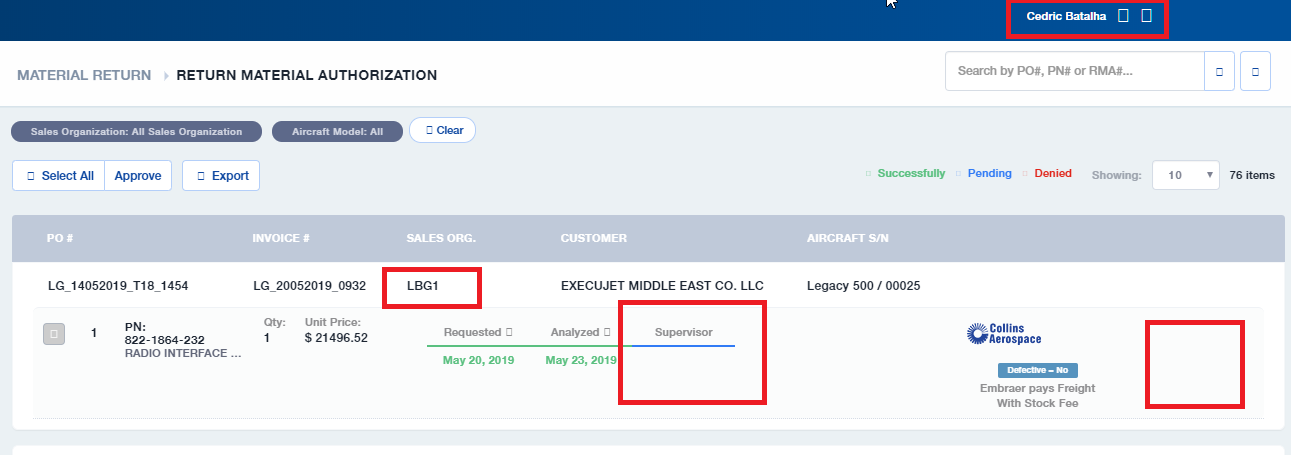 Cedric Batalha
MATERIAL RETURN RETURN MATERIAL AUTHORIZATION
Search by PO#, PN# or RMA#...
Sales Organization: All Sales Organization Aircraft Model: All Clear
Select All Approve Export
Successfully Pending Denied Showing: 10 76 items
PO # INVOICE # SALES ORG. CUSTOMER AIRCRAFT S/N
LG_14052019_T18_1454 LG_20052019_0932 LBG1 EXECUJET MIDDLE EAST CO. LLC Legacy 500 / 00025
1
PN:
822-1864-232
RADIO INTERFACE ...
Qty:
1
Unit Price:
$ 21496.52
Requested Analyzed Supervisor
May 20, 2019 May 23, 2019
Collins
Aerospace
Defective – No
Embraer pays Freight
With Stock Fee